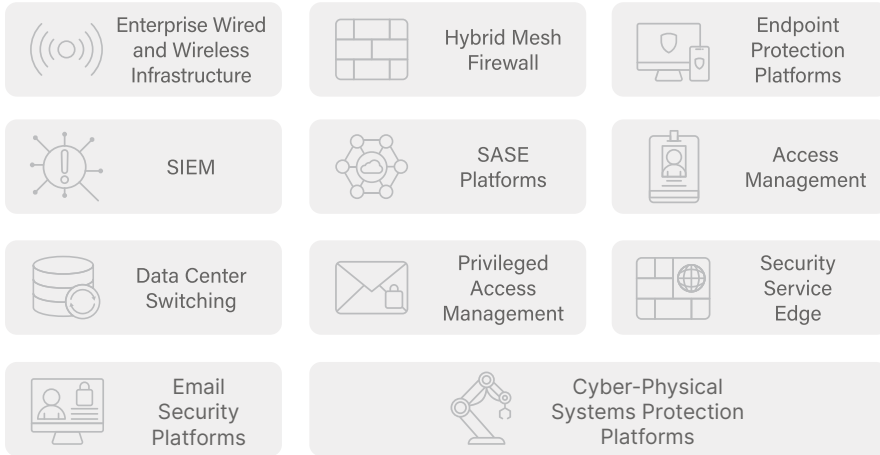 Enterprise Wired
and Wireless
Infrastructure
Hybrid Mesh
Firewall
Endpoint
Protection
Platforms
SIEM
SASE
Platforms
Access
Management
Data Center
Switching
Privileged
Access
Management
Security
Service
Edge
Email
Security
Platforms
Cyber-Physical
Systems Protection
Platforms